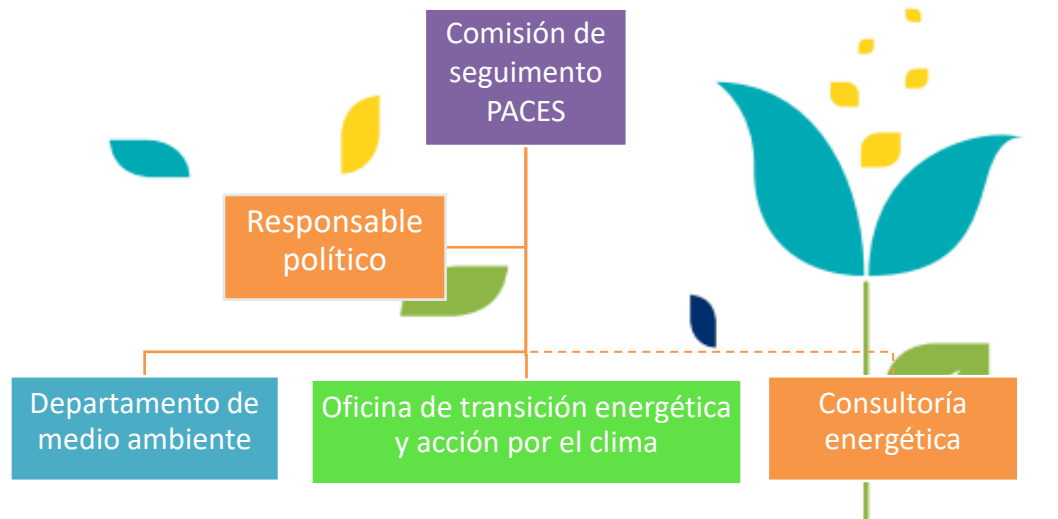 Comisión de
seguimento
PACES
Responsable
político
Departamento de
medio ambiente
Oficina de transición energética
y acción por el clima
Consultoría
energética